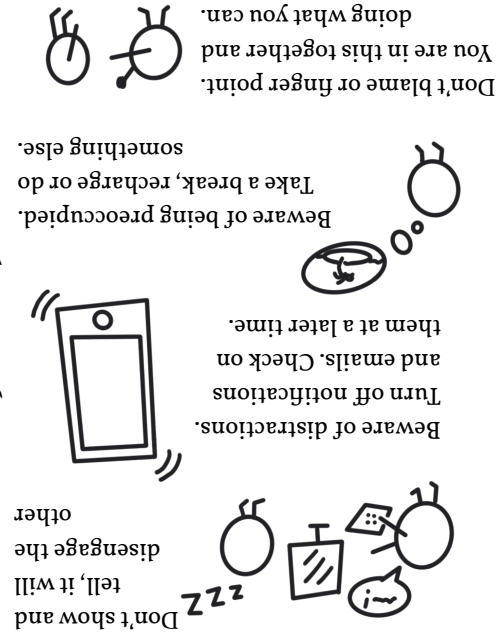 Don't show and
tell, it will
disengage the
other
zzz
Beware of distractions.
Turn off notifications
and emails. Check on
them at a later time.
Beware of being preoccupied.
Take a break, recharge or do
something else.
Don't blame or finger point.
You are in this together and
doing what you can.